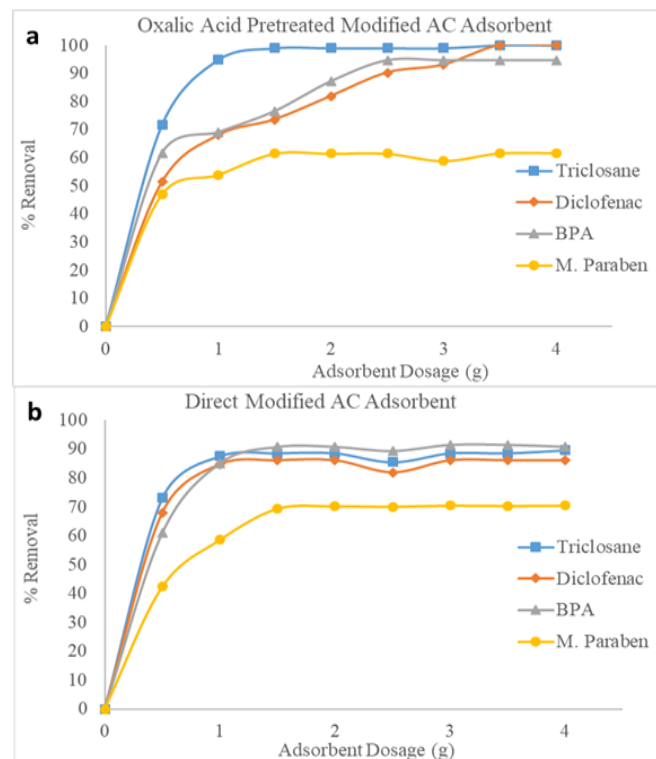 a
Oxalic Acid Pretreated Modified AC Adsorbent
100
90
80
70
60
50
40
30
20
10
0
% Removal
Triclosane
Diclofenac
BPA
M. Paraben
0 1 2 3 4
Adsorbent Dosage (g)
b
Direct Modified AC Adsorbent
100
90
80
70
60
50
40
30
20
10
0
% Removal
Triclosane
Diclofenac
BPA
M. Paraben
0 1 2 3 4
Adsorbent Dosage (g)